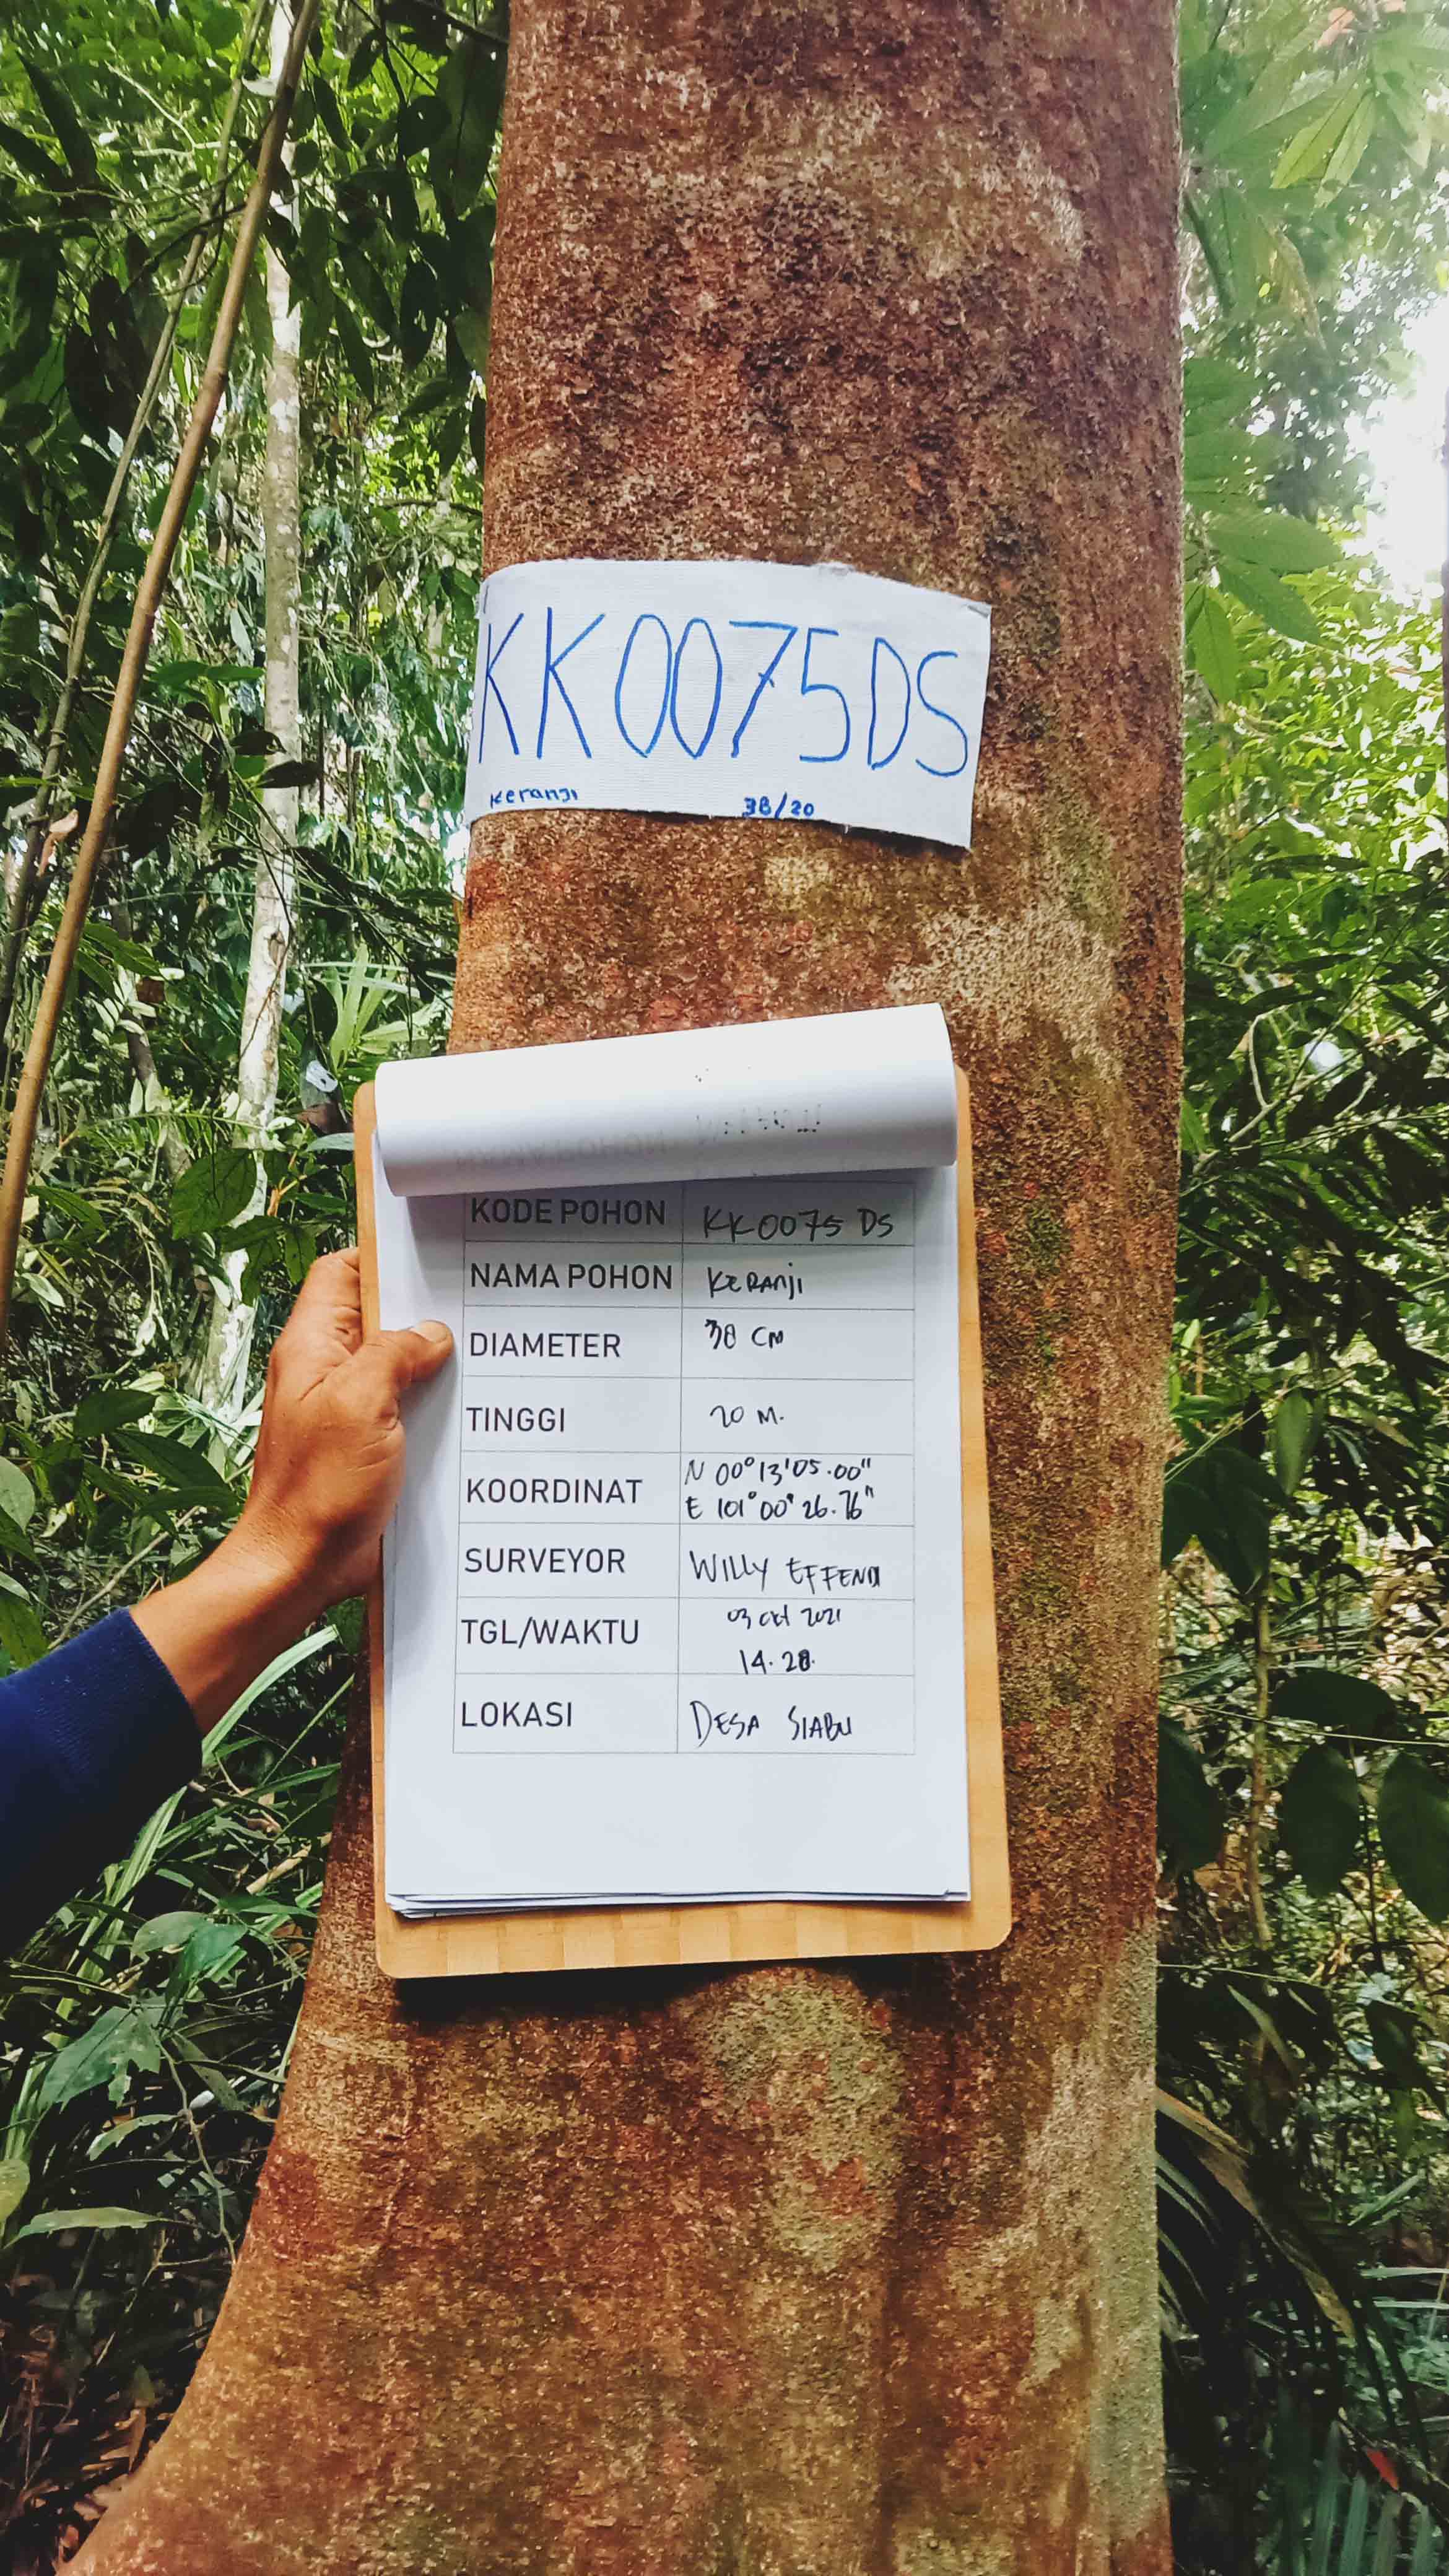 KK0075DS
Keranji 38/20
KODE POHON KK0075 DS
NAMA POHON KERANJI
DIAMETER 38 CM
TINGGI 20 M.
KOORDINAT N 00°13'05.00"
E 101°00'26.76"
SURVEYOR WILLY EFFENDI
TGL/WAKTU 03 Okt 2021
14.28.
LOKASI DESA SIABU